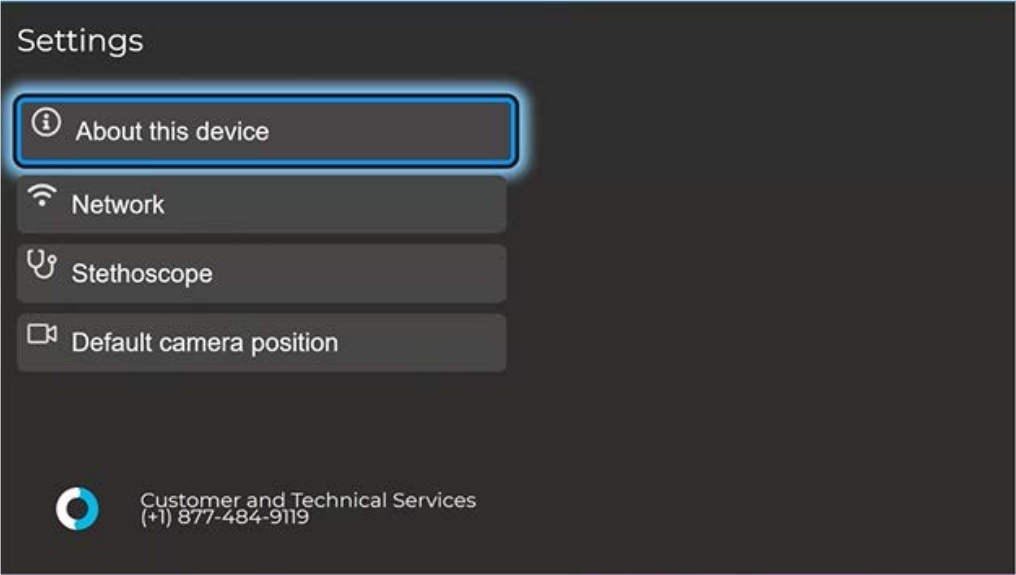 Settings
About this device
Network
Stethoscope
Default camera position
Customer and Technical Services
(+1) 877-484-9119